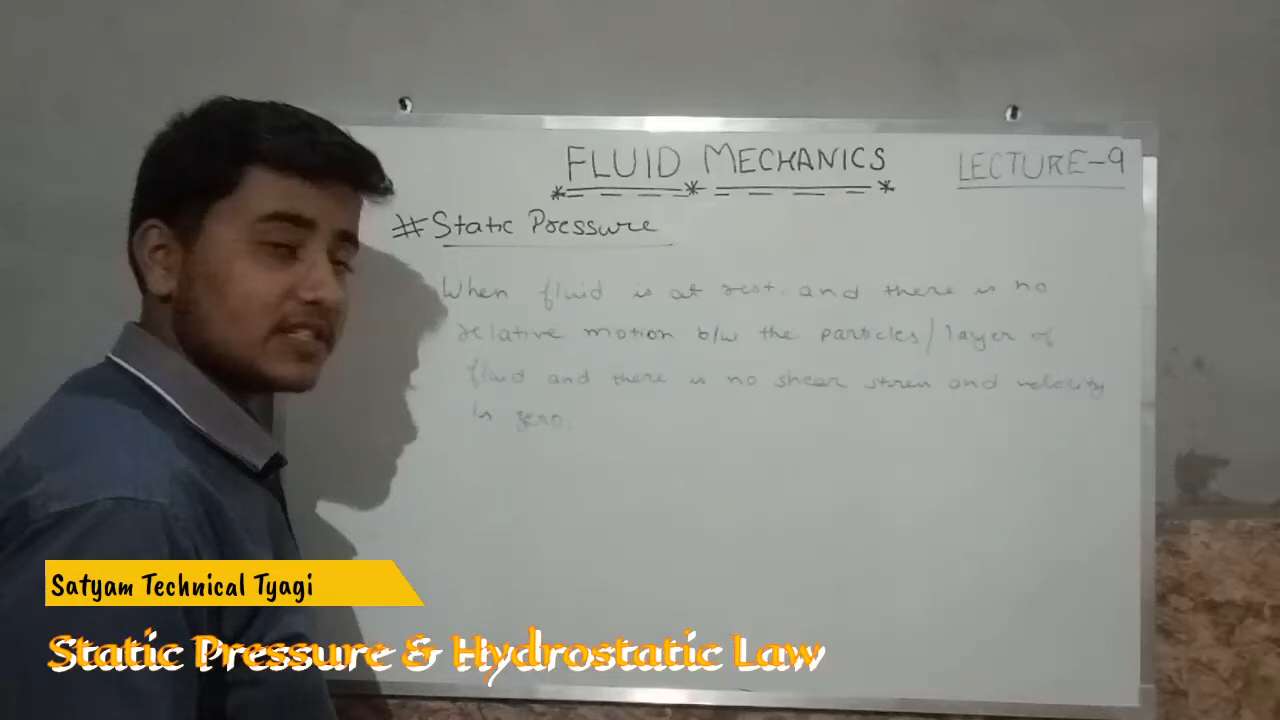 FLUID MECHANICS
LECTURE-9
# Static Pressure
When fluid is at rest and there is no
relative motion b/w the particles/layer of
fluid and there is no shear stress and velocity
is zero.
Satyam Technical Tyagi
Static Pressure & Hydrostatic Law